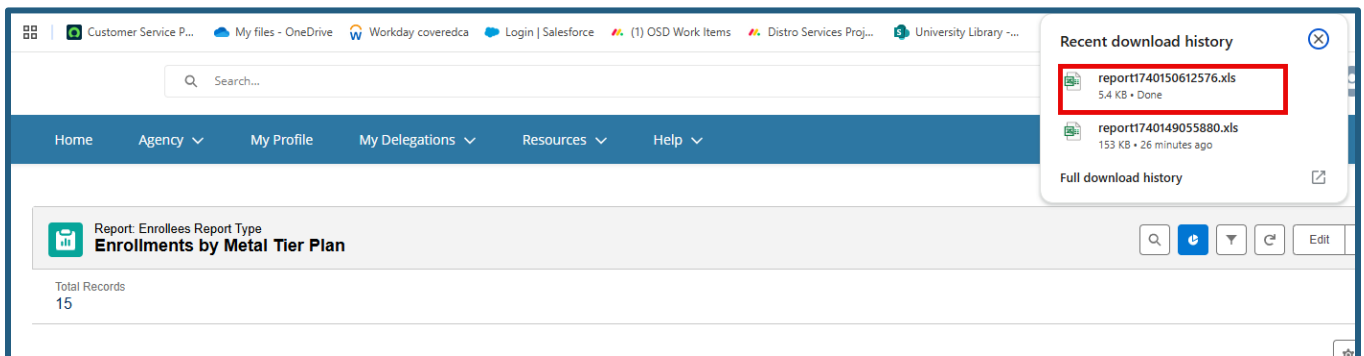 Customer Service P...
My files - OneDrive
Workday coveredca
Login | Salesforce
(1) OSD Work Items
Distro Services Proj...
University Library -...
Recent download history
report1740150612576.xls
5.4 KB • Done
report1740149055880.xls
153 KB • 26 minutes ago
Full download history
Search...
Home
Agency
My Profile
My Delegations
Resources
Help
Report: Enrollees Report Type
Enrollments by Metal Tier Plan
Edit
Total Records
15